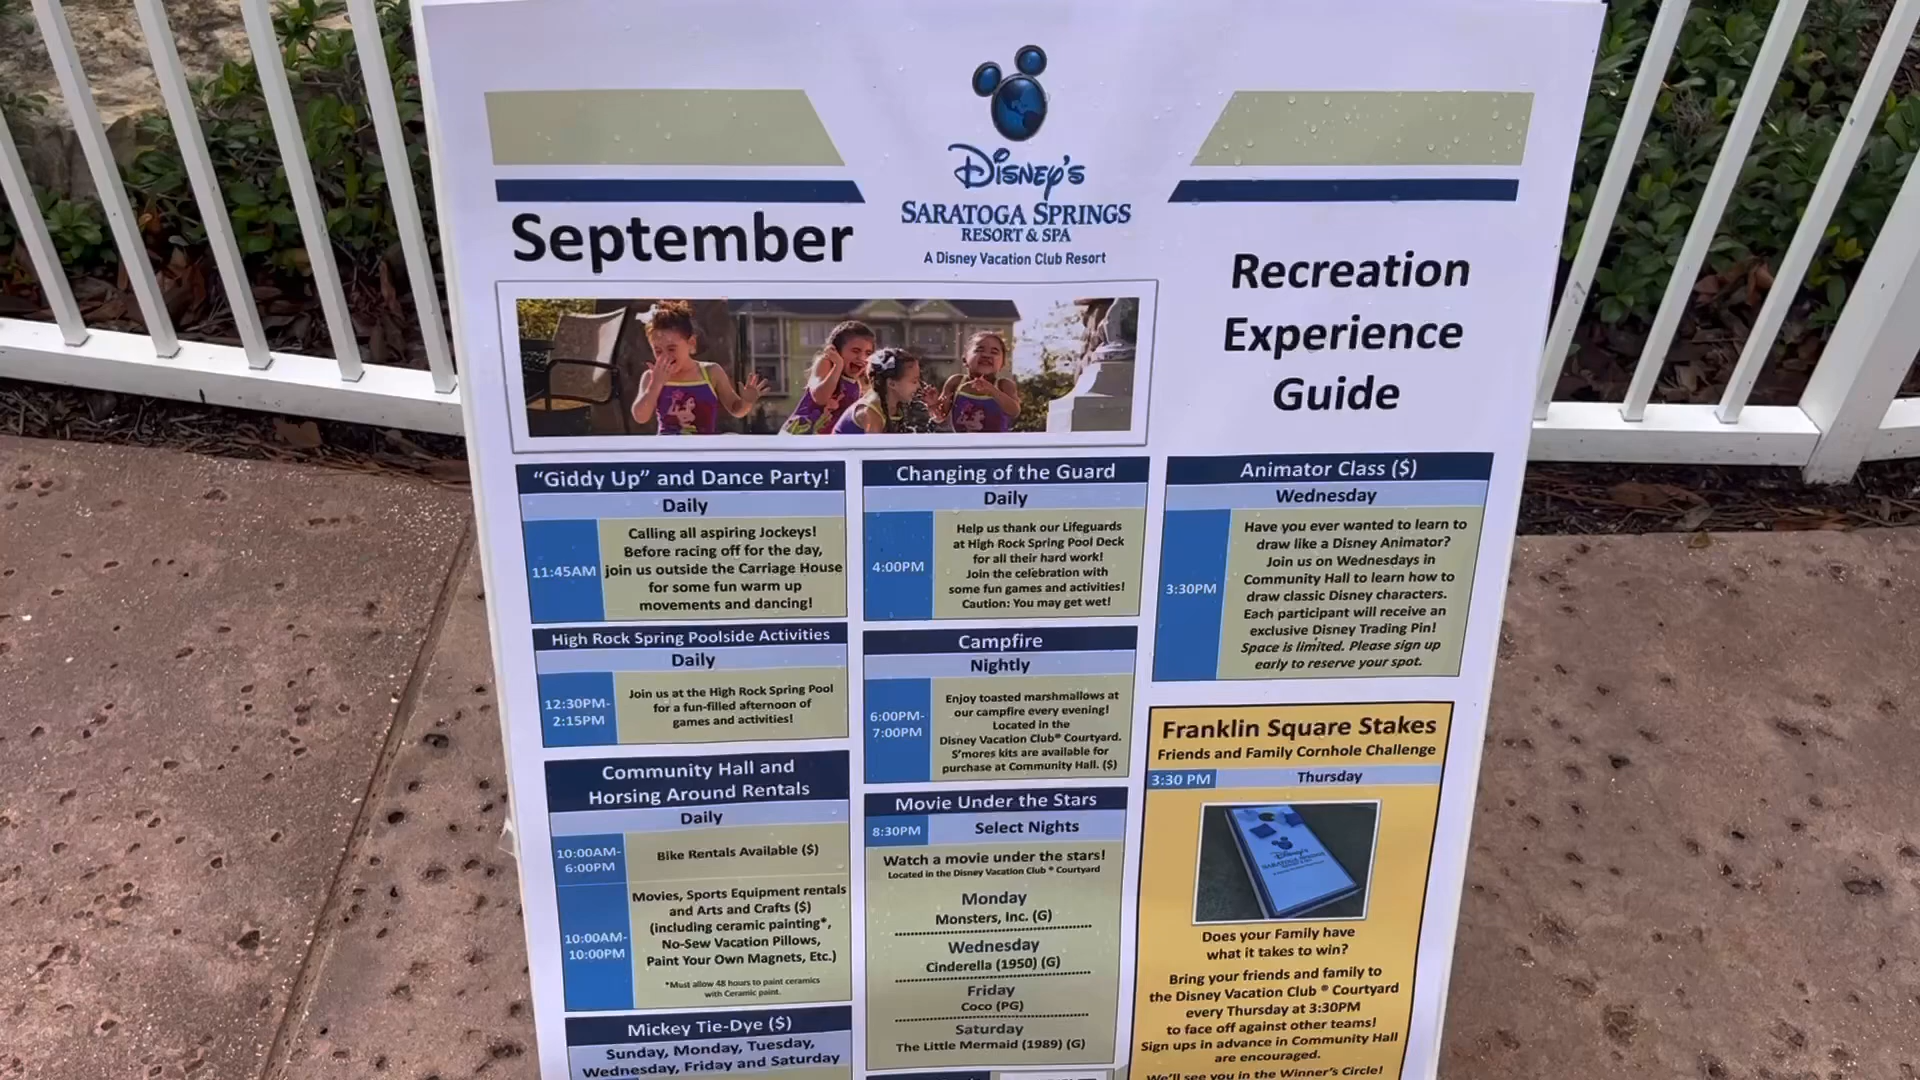 DISNEY'S
SARATOGA SPRINGS
RESORT & SPA
A Disney Vacation Club Resort
September
Recreation
Experience
Guide
"Giddy Up" and Dance Party!
Daily
11:45AM
Calling all aspiring Jockeys!
Before racing off for the day,
join us outside the Carriage House
for some fun warm up
movements and dancing!
High Rock Spring Poolside Activities
Daily
12:30PM-
2:15PM
Join us at the High Rock Spring Pool
for a fun-filled afternoon of
games and activities!
Community Hall and
Horsing Around Rentals
Daily
10:00AM-
6:00PM
Bike Rentals Available ($)
10:00AM-
10:00PM
Movies, Sports Equipment rentals
and Arts and Crafts ($)
(including ceramic painting*,
No-Sew Vacation Pillows,
Paint Your Own Magnets, Etc.)
*Must allow 48 hours to paint ceramics
with Ceramic paint.
Mickey Tie-Dye ($)
Sunday, Monday, Tuesday,
Wednesday, Friday and Saturday
Changing of the Guard
Daily
4:00PM
Help us thank our Lifeguards
at High Rock Spring Pool Deck
for all their hard work!
Join the celebration with
some fun games and activities!
Caution: You may get wet!
Campfire
Nightly
6:00PM-
7:00PM
Enjoy toasted marshmallows at
our campfire every evening!
Located in the
Disney Vacation Club® Courtyard.
S'mores kits are available for
purchase at Community Hall. ($)
Movie Under the Stars
8:30PM
Select Nights
Watch a movie under the stars!
Located in the Disney Vacation Club ® Courtyard
Monday
Monsters, Inc. (G)
Wednesday
Cinderella (1950) (G)
Friday
Coco (PG)
Saturday
The Little Mermaid (1989) (G)
Animator Class ($)
Wednesday
3:30PM
Have you ever wanted to learn to
draw like a Disney Animator?
Join us on Wednesdays in
Community Hall to learn how to
draw classic Disney characters.
Each participant will receive an
exclusive Disney Trading Pin!
Space is limited. Please sign up
early to reserve your spot.
Franklin Square Stakes
Friends and Family Cornhole Challenge
3:30 PM
Thursday
Disney's
SARATOGA SPRINGS
Does your Family have
what it takes to win?
Bring your friends and family to
the Disney Vacation Club ® Courtyard
every Thursday at 3:30PM
to face off against other teams!
Sign ups in advance in Community Hall
are encouraged.
We'll see you in the Winner's Circle!